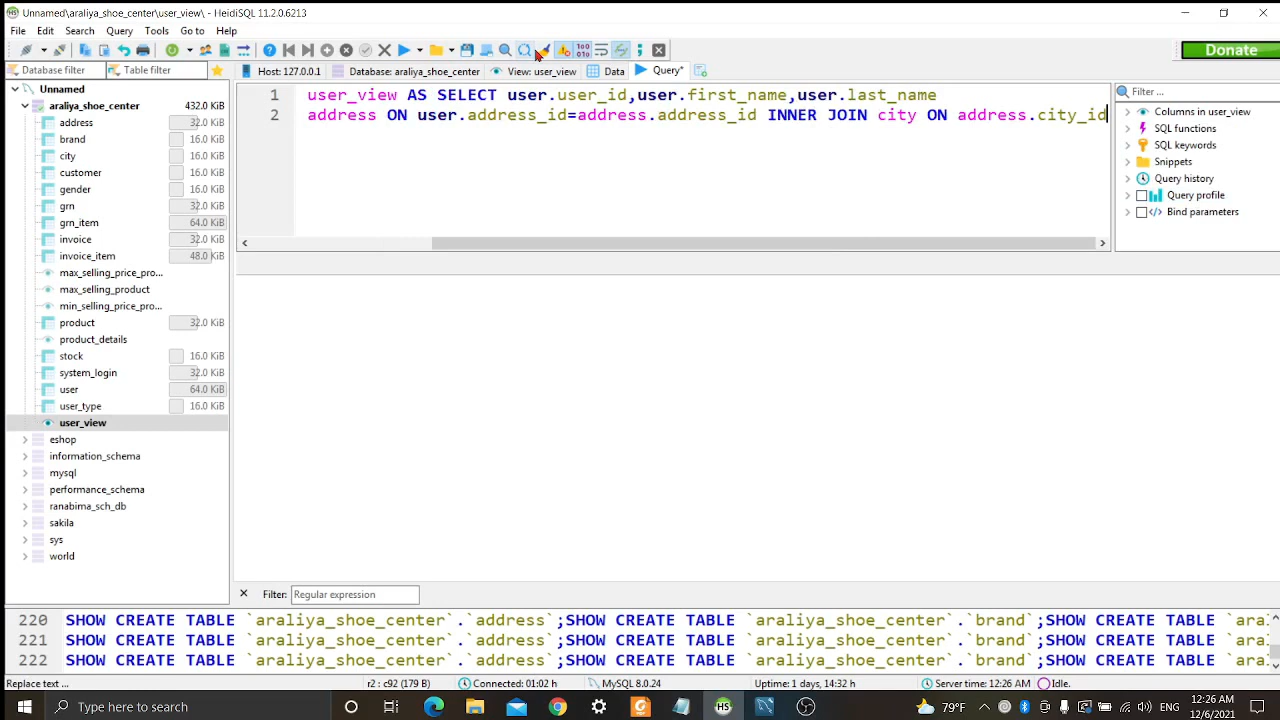 Unnamed\araliya_shoe_center\user_view\ - HeidiSQL 11.2.0.6213
File Edit Search Query Tools Go to Help
Donate
Database filter Table filter Host: 127.0.0.1 Database: araliya_shoe_center View: user_view Data Query*
Unnamed
araliya_shoe_center 432.0 KiB
address 32.0 KiB
brand 16.0 KiB
city 16.0 KiB
customer 16.0 KiB
gender 16.0 KiB
grn 32.0 KiB
grn_item 64.0 KiB
invoice 32.0 KiB
invoice_item 48.0 KiB
max_selling_price_pro...
max_selling_product
min_selling_price_pro...
product 32.0 KiB
product_details
stock 16.0 KiB
system_login 32.0 KiB
user 64.0 KiB
user_type 16.0 KiB
user_view
eshop
information_schema
mysql
performance_schema
ranabima_sch_db
sakila
sys
world
1 user_view AS SELECT user.user_id,user.first_name,user.last_name
2 address ON user.address_id=address.address_id INNER JOIN city ON address.city_id
Filter ...
Columns in user_view
SQL functions
SQL keywords
Snippets
Query history
Query profile
Bind parameters
Filter: Regular expression
220 SHOW CREATE TABLE `araliya_shoe_center`.`address`;SHOW CREATE TABLE `araliya_shoe_center`.`brand`;SHOW CREATE TABLE `ara
221 SHOW CREATE TABLE `araliya_shoe_center`.`address`;SHOW CREATE TABLE `araliya_shoe_center`.`brand`;SHOW CREATE TABLE `ara
222 SHOW CREATE TABLE `araliya_shoe_center`.`address`;SHOW CREATE TABLE `araliya_shoe_center`.`brand`;SHOW CREATE TABLE `ara
Replace text ... r2 : c92 (179 B) Connected: 01:02 h MySQL 8.0.24 Uptime: 1 days, 14:32 h Server time: 12:26 AM Idle.
Type here to search
79°F
12:26 AM
12/6/2021